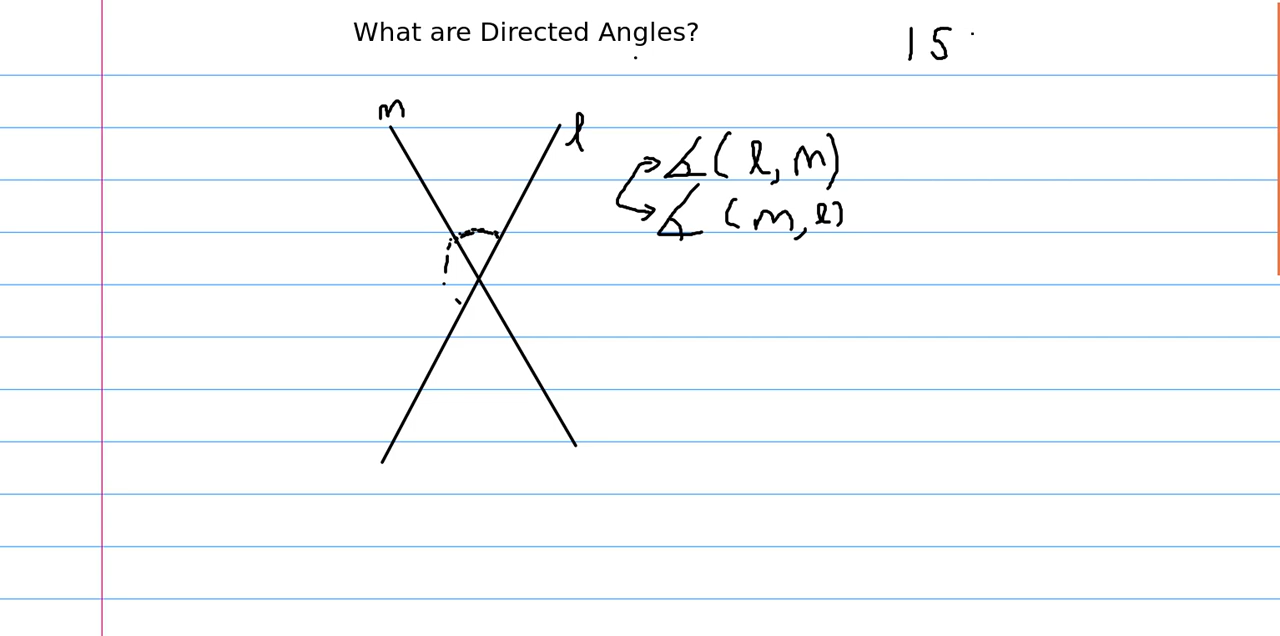 What are Directed Angles?
15
m
l
∡(l, m)
∡(m, l)